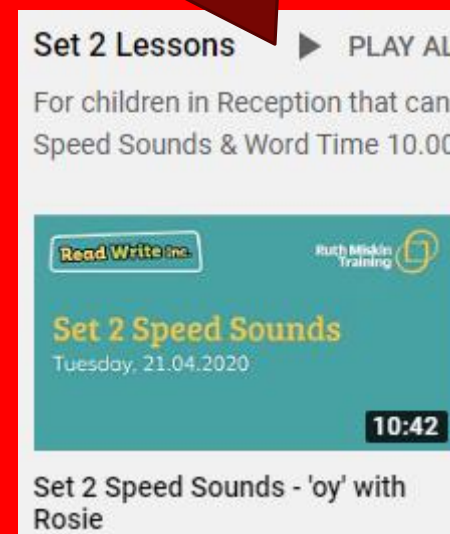 Set 2 Lessons PLAY AL
For children in Reception that can
Speed Sounds & Word Time 10.00
Read Write Inc.
Ruth Miskin
Training
Set 2 Speed Sounds
Tuesday, 21.04.2020
10:42
Set 2 Speed Sounds - 'oy' with
Rosie